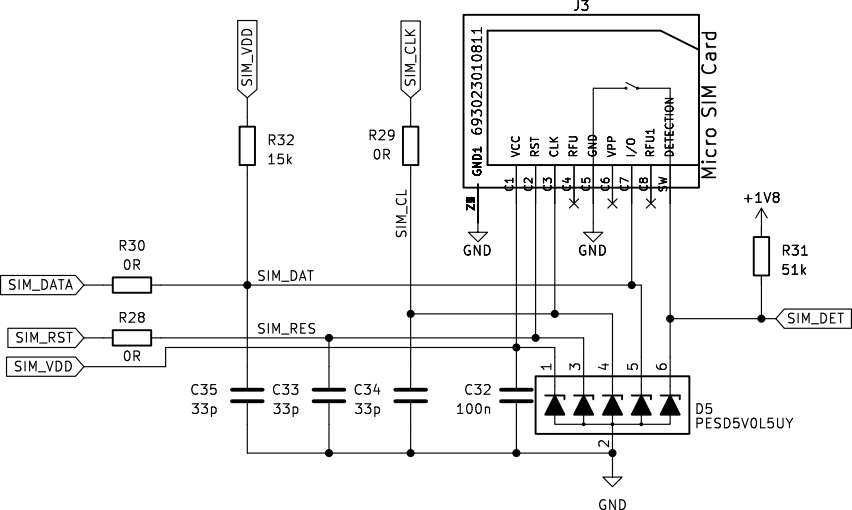 J3
SIM_VDD
SIM_CLK
6930230108​11
Micro SIM Card
R32
15k
R29
0R
GND1
VCC
RST
CLK
RFU
GND
VPP
I/O
RFU1
DETECTION
C1
C2
C3
C4
C5
C6
C7
C8
SW
SIM_CL
GND
GND
+1V8
R31
51k
R30
0R
SIM_DATA
SIM_DAT
R28
0R
SIM_RST
SIM_RES
SIM_VDD
SIM_DET
1
3
4
5
6
C35
33p
C33
33p
C34
33p
C32
100n
D5
PESD5V0L5UY
2
GND